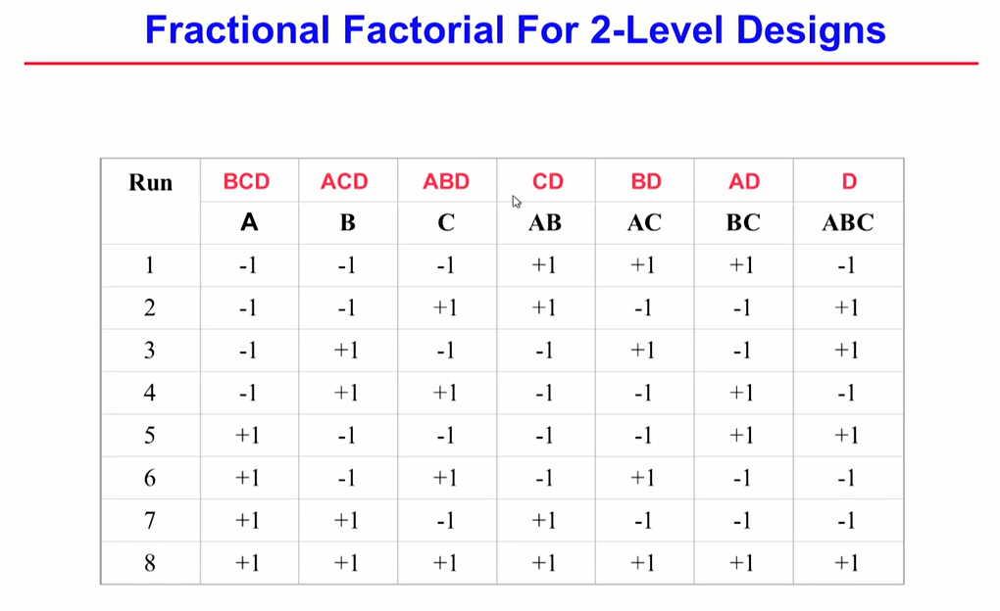 Fractional Factorial For 2-Level Designs
Run BCD ACD ABD CD BD AD D
A B C AB AC BC ABC
1 -1 -1 -1 +1 +1 +1 -1
2 -1 -1 +1 +1 -1 -1 +1
3 -1 +1 -1 -1 +1 -1 +1
4 -1 +1 +1 -1 -1 +1 -1
5 +1 -1 -1 -1 -1 +1 +1
6 +1 -1 +1 -1 +1 -1 -1
7 +1 +1 -1 +1 -1 -1 -1
8 +1 +1 +1 +1 +1 +1 +1